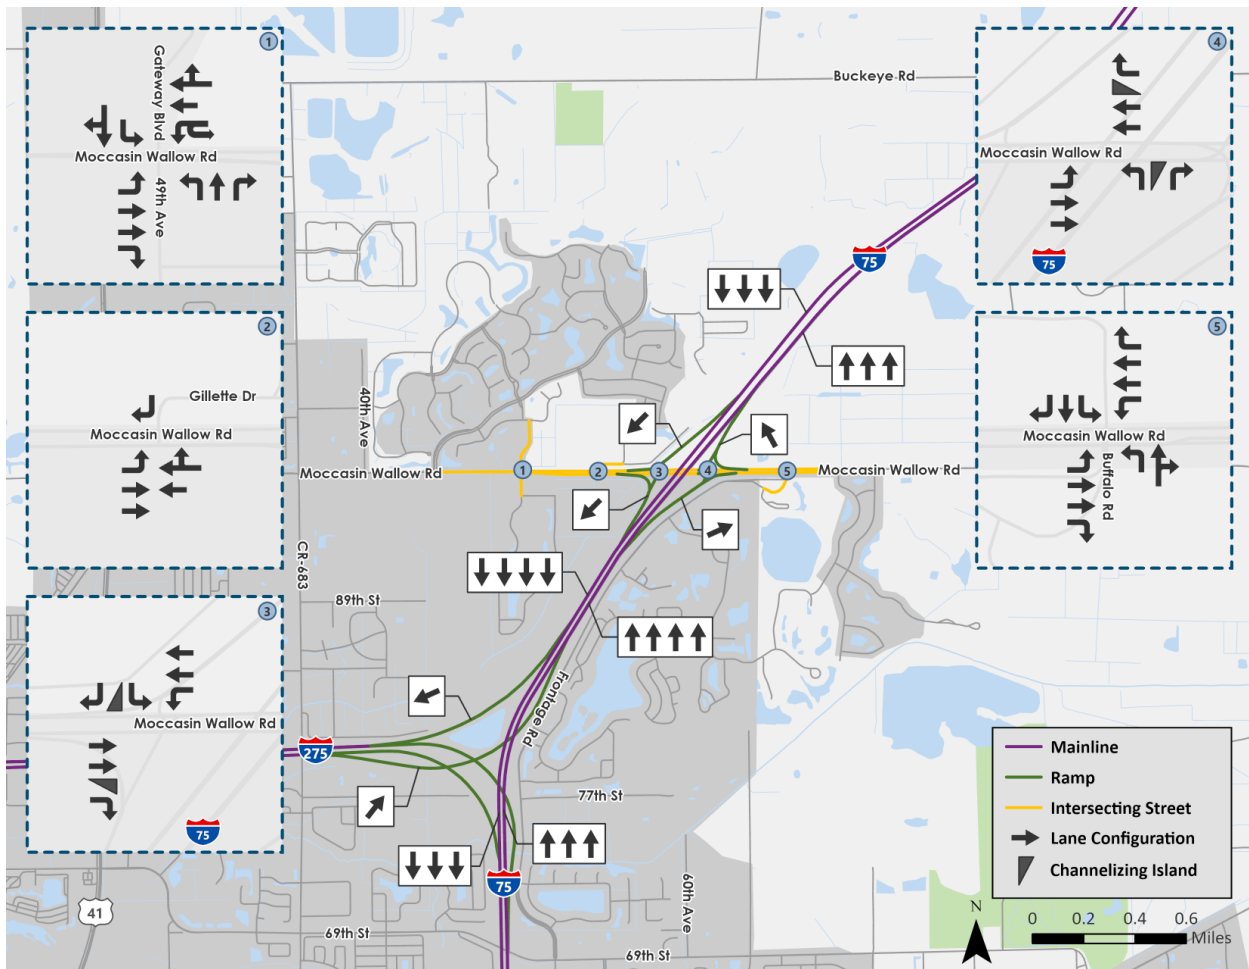 1
Gateway Blvd
Moccasin Wallow Rd
49th Ave
2
Gillette Dr
Moccasin Wallow Rd
3
Moccasin Wallow Rd
75
4
Moccasin Wallow Rd
75
5
Moccasin Wallow Rd
Buffalo Rd
Buckeye Rd
75
40th Ave
Moccasin Wallow Rd
1
2
3
4
5
Moccasin Wallow Rd
CR-683
89th St
Frontage Rd
275
77th St
75
60th Ave
41
69th St
69th St
Mainline
Ramp
Intersecting Street
Lane Configuration
Channelizing Island
N
0 0.2 0.4 0.6
Miles